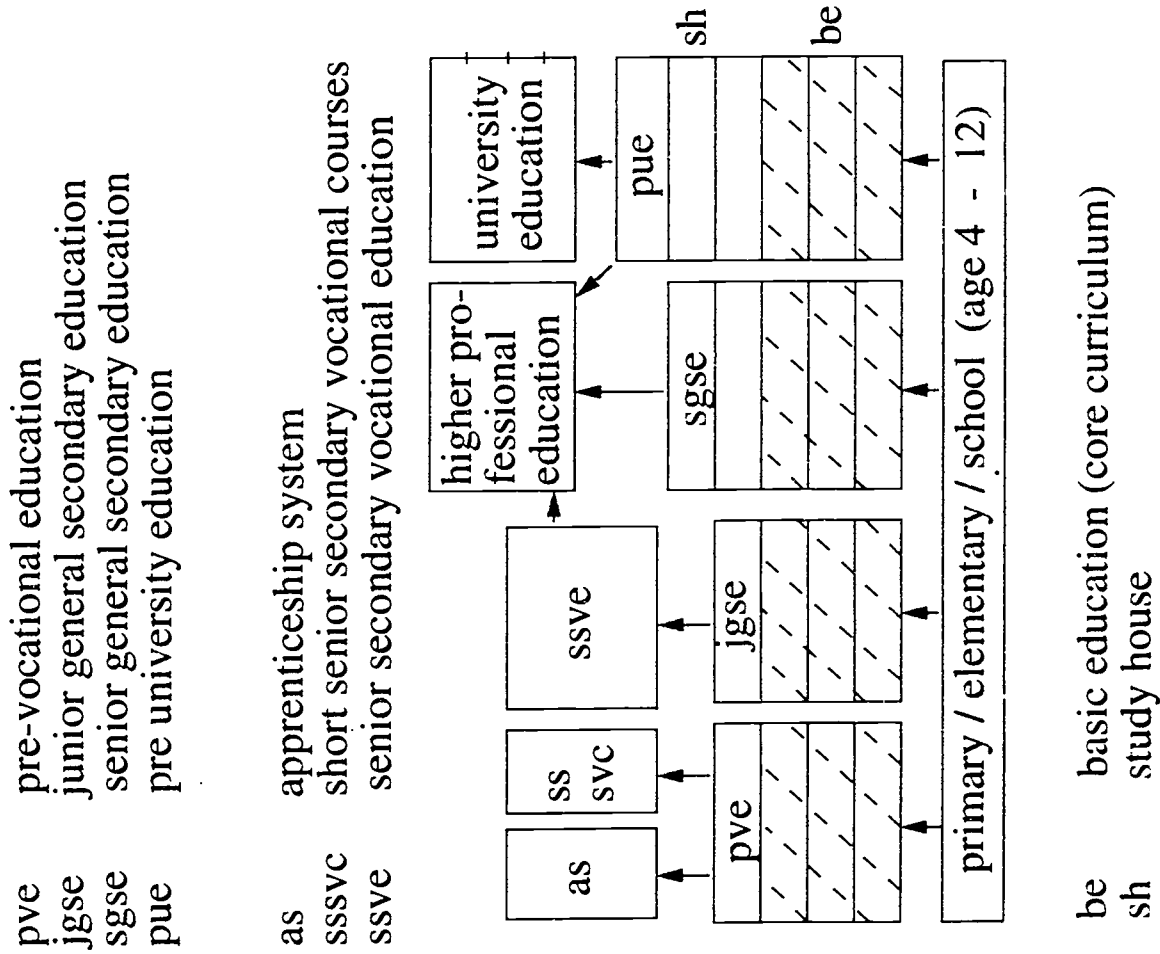 pve pre-vocational education
jgse junior general secondary education
sgse senior general secondary education
pue pre university education
as apprenticeship system
sssvc short senior secondary vocational courses
ssve senior secondary vocational education
higher pro-
fessional
education
university
education
as
ss
svc
ssve
pve
jgse
sgse
pue
sh
be
primary / elementary / school (age 4 - 12)
be basic education (core curriculum)
sh study house